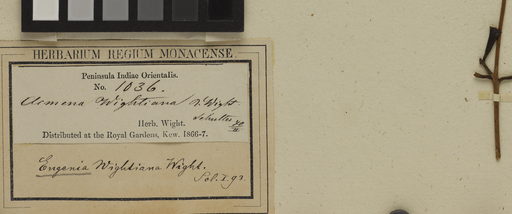 HERBARIUM REGIUM MONACENSE.
Peninsula Indiae Orientalis.
No. 1036.
Acmena Wightiana Wight.
Herb. Wight.
Distributed at the Royal Gardens, Kew. 1866-7.
Eugenia Wightiana Wight.